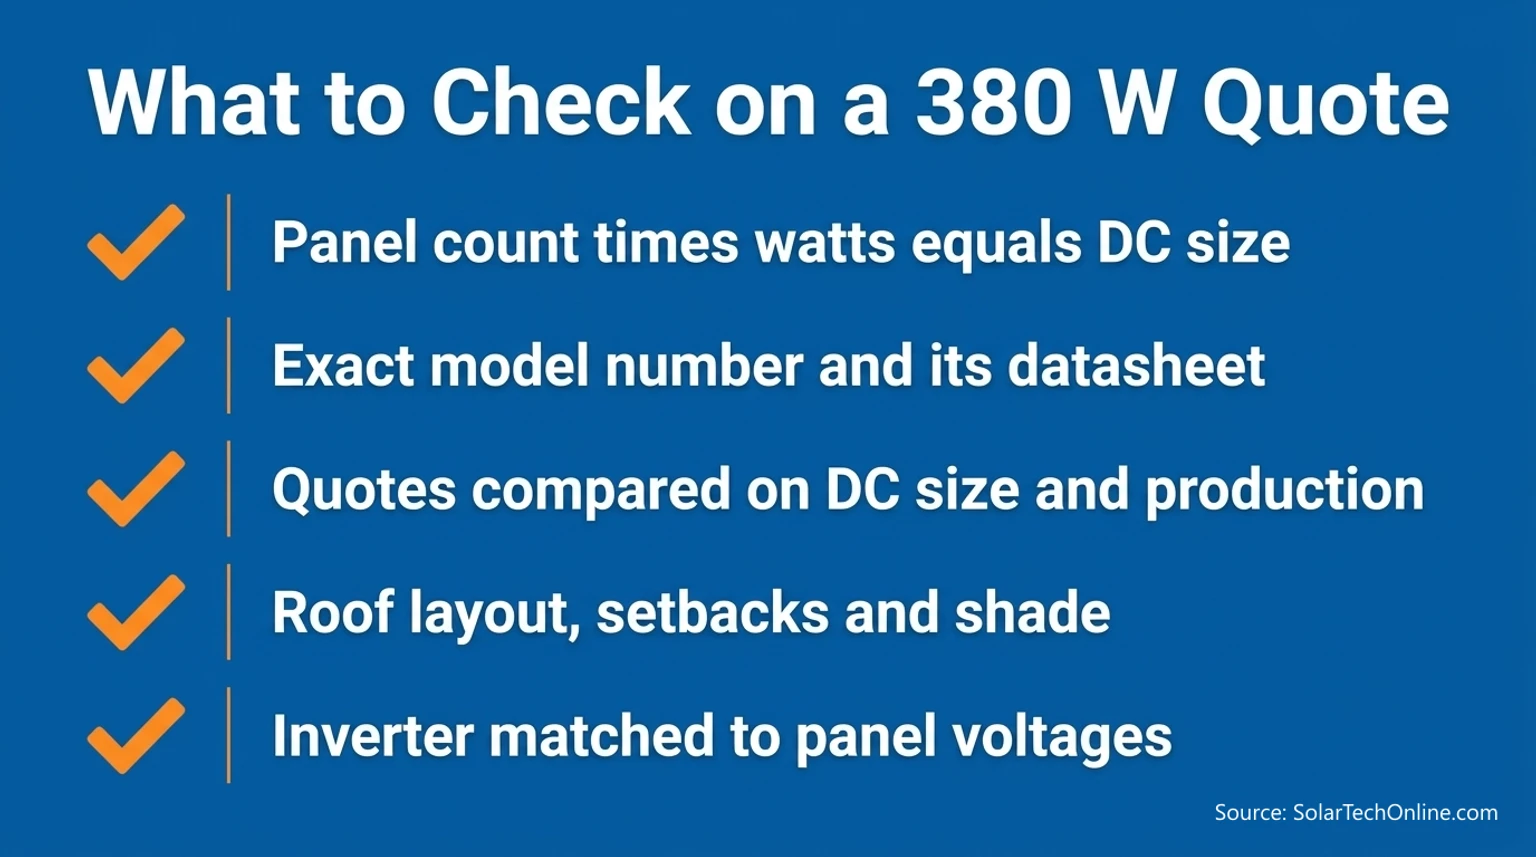 What to Check on a 380 W Quote
Panel count times watts equals DC size
Exact model number and its datasheet
Quotes compared on DC size and production
Roof layout, setbacks and shade
Inverter matched to panel voltages
Source: SolarTechOnline.com